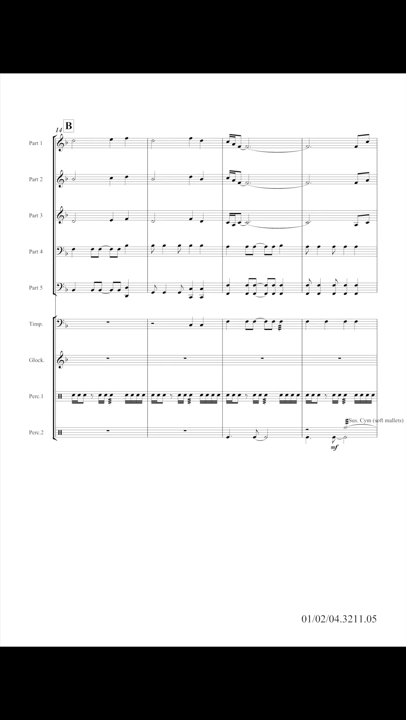 B
14
Part 1
Part 2
Part 3
Part 4
Part 5
Timp.
Glock.
Perc.1
Sus. Cym (soft mallets)
Perc.2
mf
01/02/04.3211.05